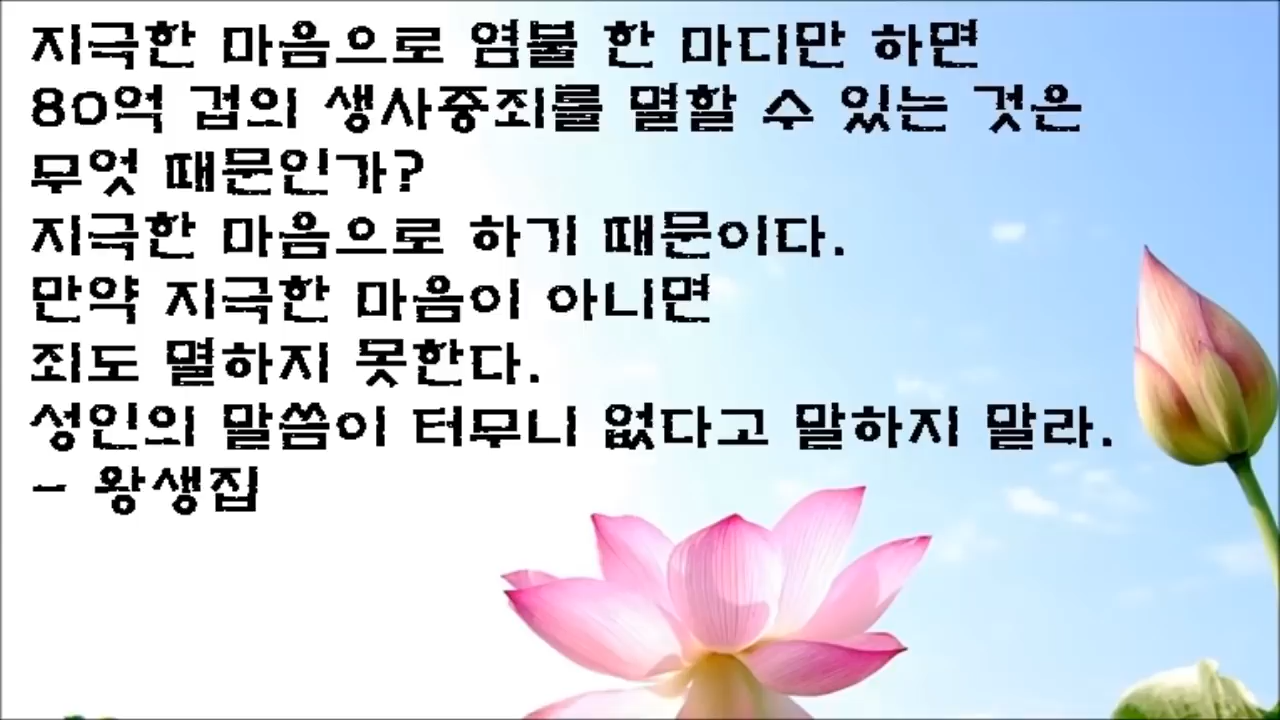 지극한 마음으로 염불 한 마디만 하면
80억 겁의 생사중죄를 멸할 수 있는 것은
무엇 때문인가?
지극한 마음으로 하기 때문이다.
만약 지극한 마음이 아니면
죄도 멸하지 못한다.
성인의 말씀이 터무니 없다고 말하지 말라.
- 왕생집